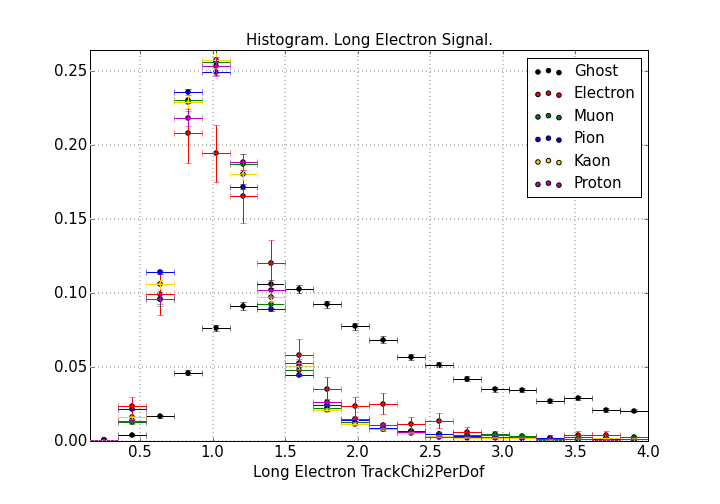 Histogram. Long Electron Signal.
0.25
0.20
0.15
0.10
0.05
0.00
Ghost
Electron
Muon
Pion
Kaon
Proton
0.5 1.0 1.5 2.0 2.5 3.0 3.5 4.0
Long Electron TrackChi2PerDof